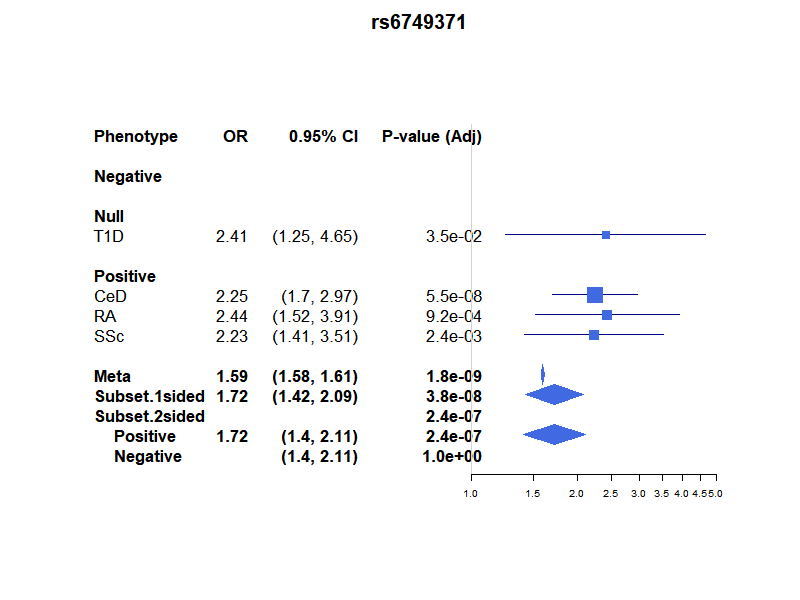 rs6749371
Phenotype OR 0.95% CI P-value (Adj)
Negative
Null
T1D 2.41 (1.25, 4.65) 3.5e-02
Positive
CeD 2.25 (1.7, 2.97) 5.5e-08
RA 2.44 (1.52, 3.91) 9.2e-04
SSc 2.23 (1.41, 3.51) 2.4e-03
Meta 1.59 (1.58, 1.61) 1.8e-09
Subset.1sided 1.72 (1.42, 2.09) 3.8e-08
Subset.2sided 2.4e-07
Positive 1.72 (1.4, 2.11) 2.4e-07
Negative (1.4, 2.11) 1.0e+00
1.0 1.5 2.0 2.5 3.0 3.5 4.0 4.5 5.0